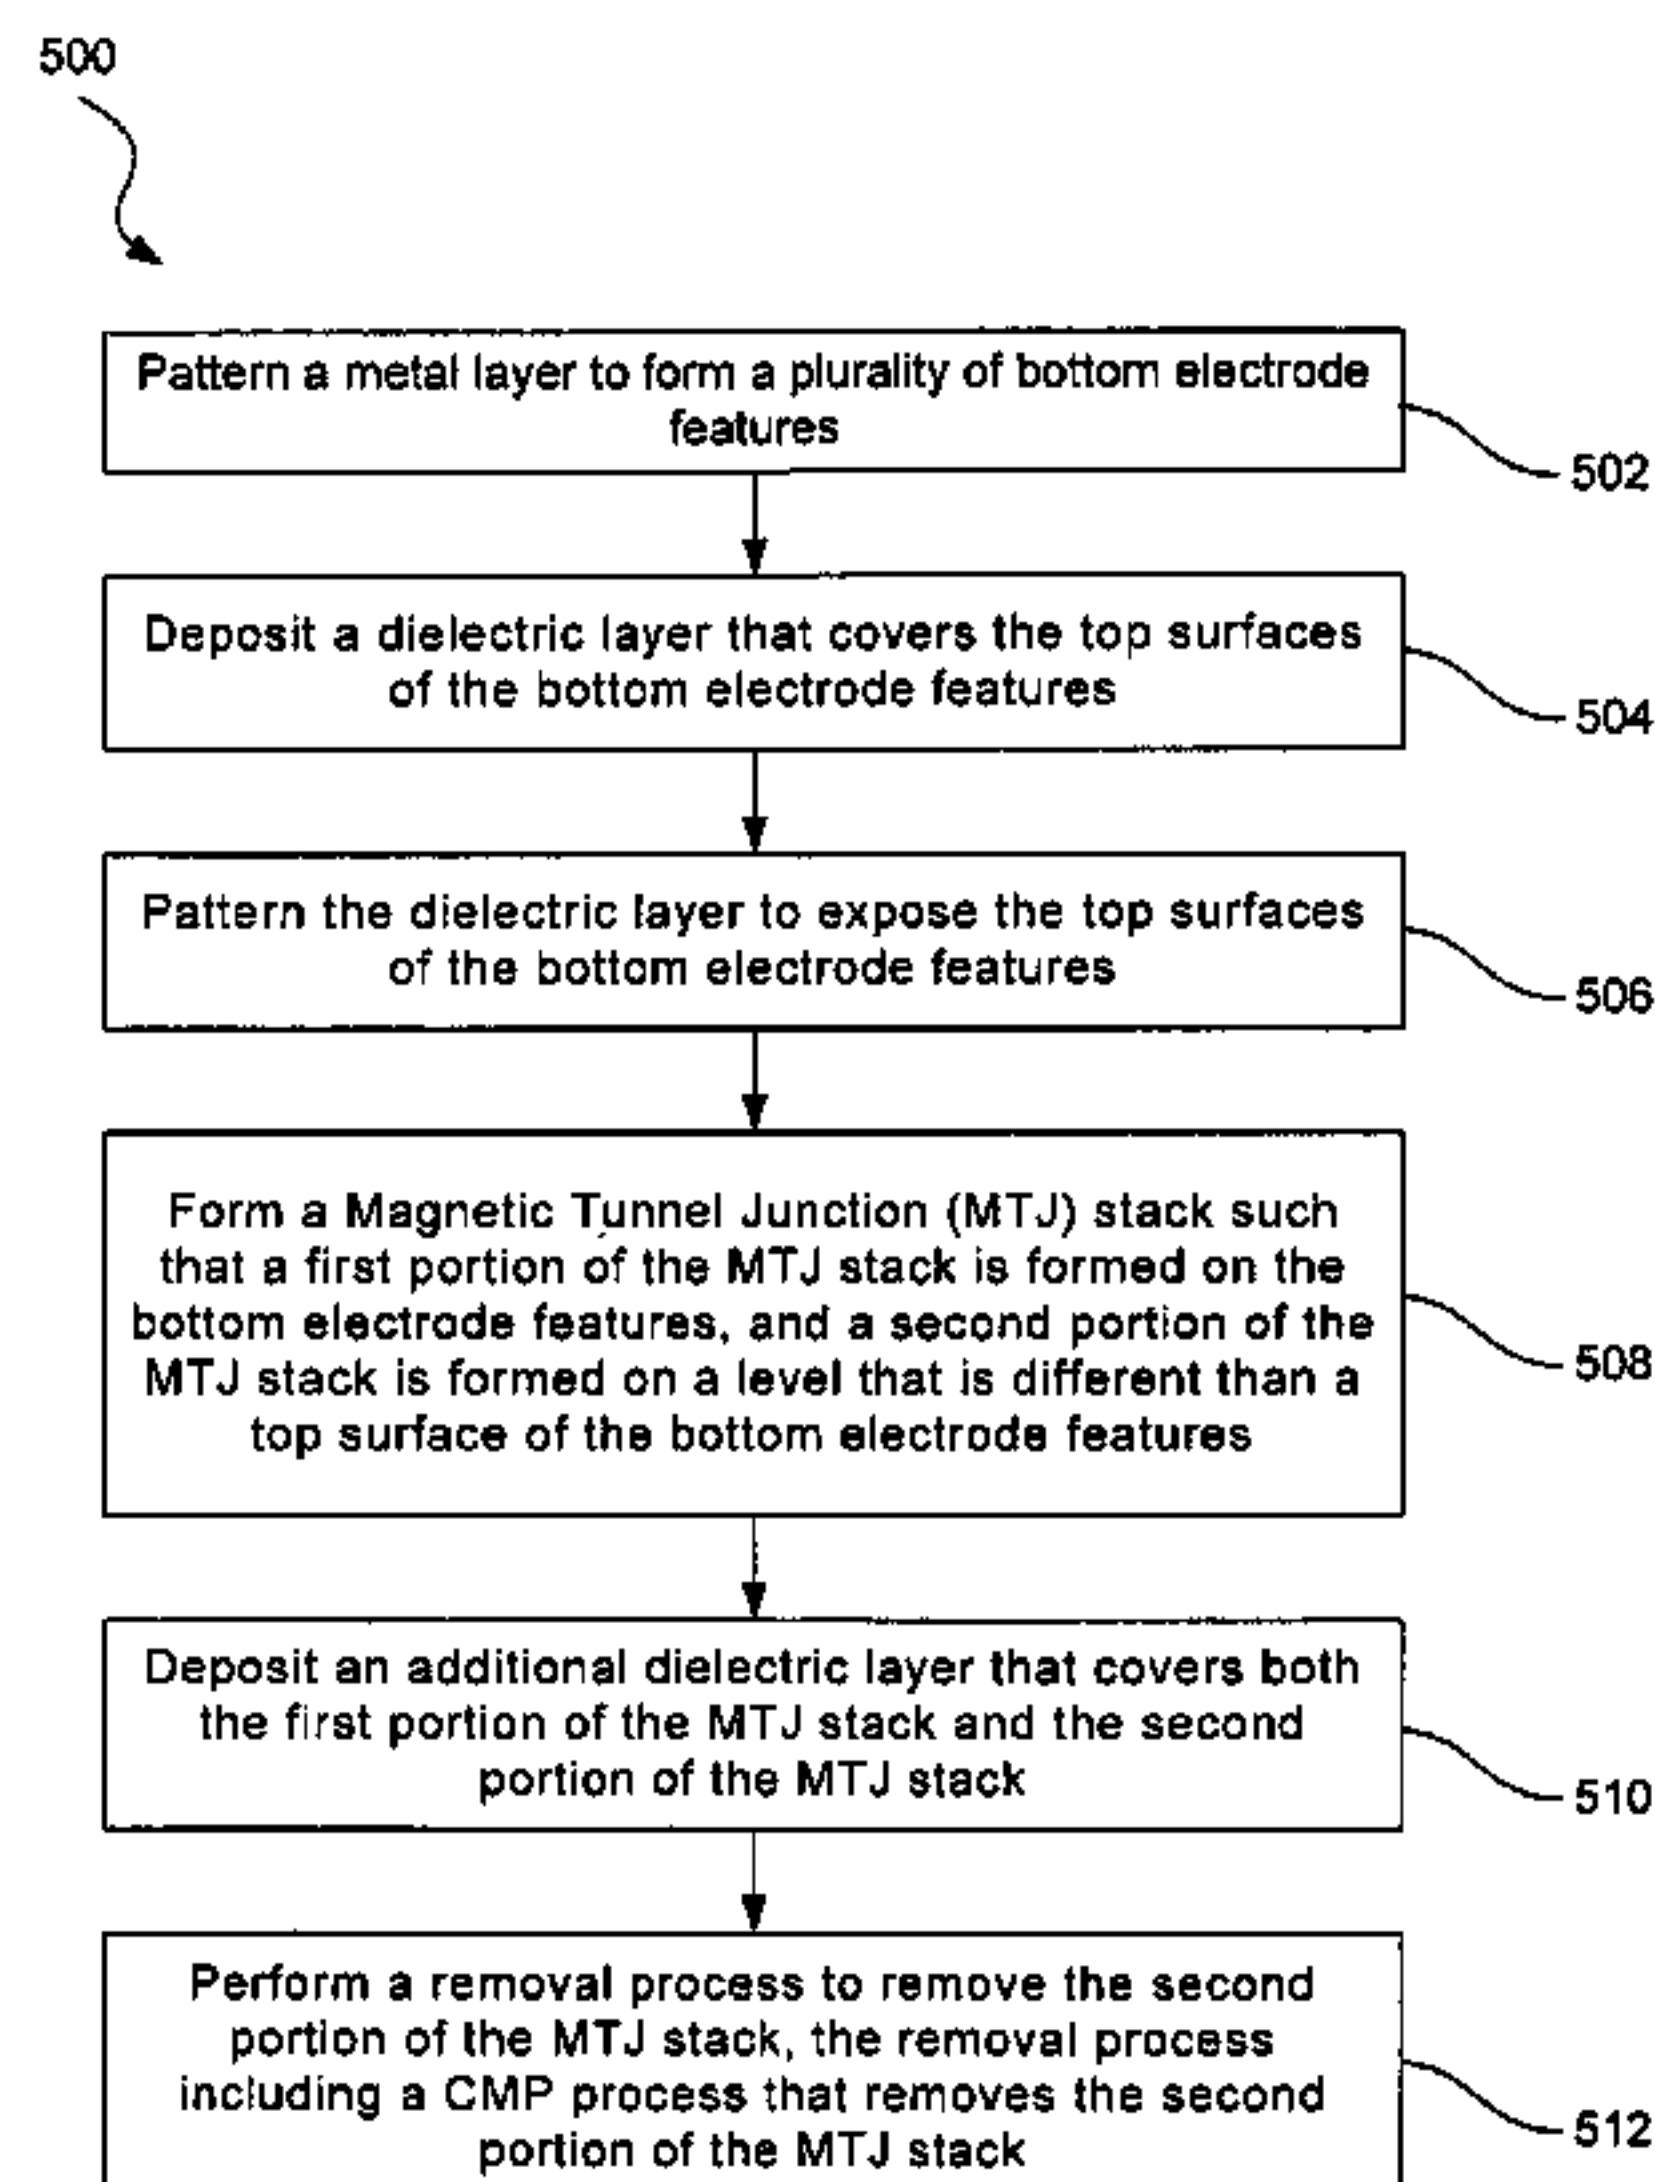 500
Pattern a metal layer to form a plurality of bottom electrode
features
502
Deposit a dielectric layer that covers the top surfaces
of the bottom electrode features
504
Pattern the dielectric layer to expose the top surfaces
of the bottom electrode features
506
Form a Magnetic Tunnel Junction (MTJ) stack such
that a first portion of the MTJ stack is formed on the
bottom electrode features, and a second portion of the
MTJ stack is formed on a level that is different than a
top surface of the bottom electrode features
508
Deposit an additional dielectric layer that covers both
the first portion of the MTJ stack and the second
portion of the MTJ stack
510
Perform a removal process to remove the second
portion of the MTJ stack, the removal process
including a CMP process that removes the second
portion of the MTJ stack
512